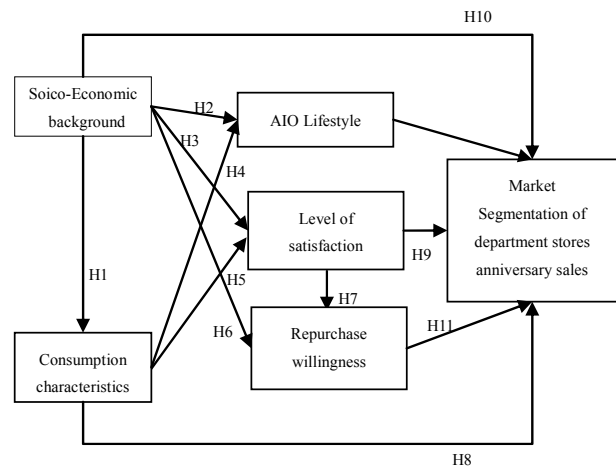 H10
Soico-Economic
background
H2
AIO Lifestyle
H3
H4
Market
Segmentation of
department stores
anniversary sales
Level of
satisfaction
H9
H1
H5
H7
H6
Repurchase
willingness
H11
Consumption
characteristics
H8